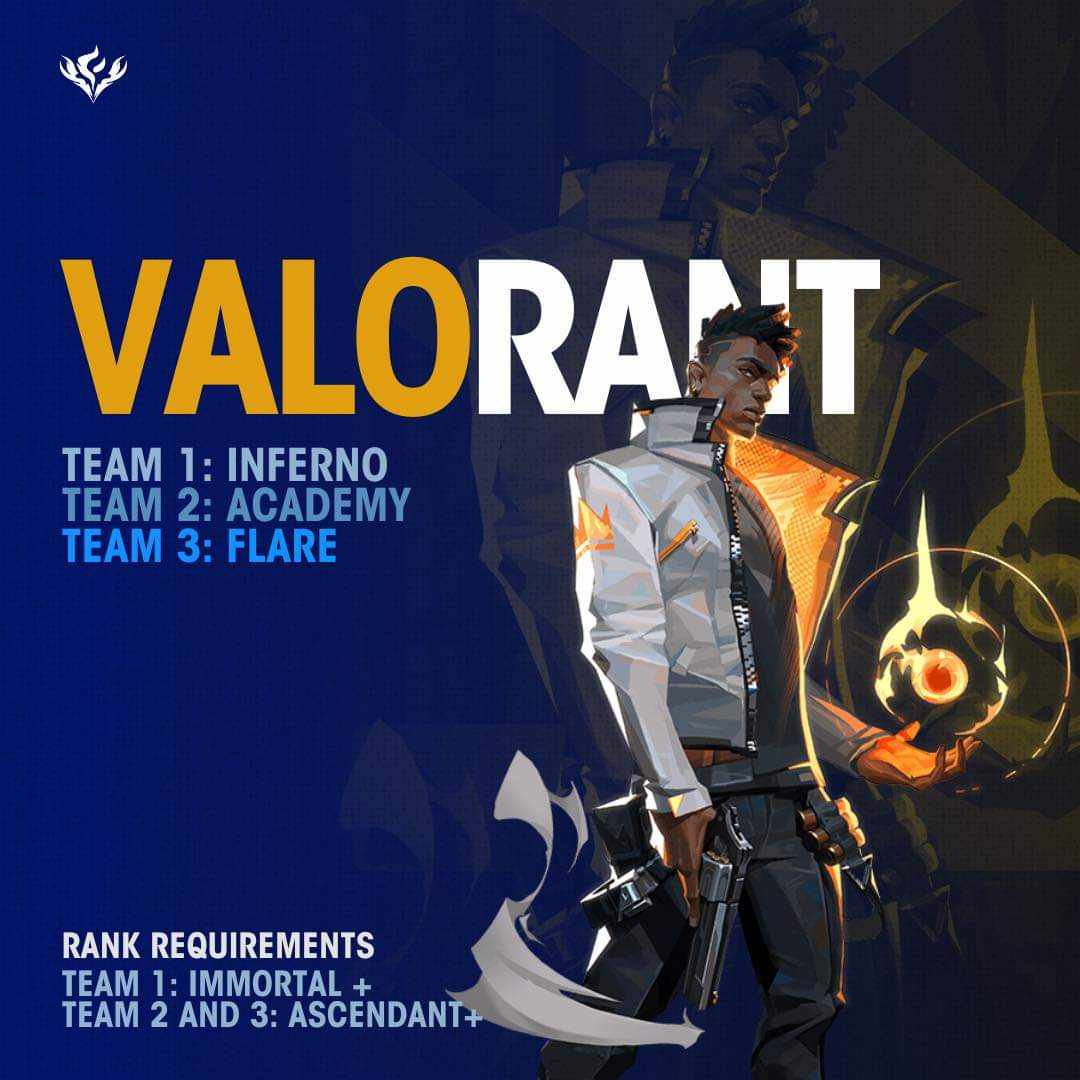 VALORANT
TEAM 1: INFERNO
TEAM 2: ACADEMY
TEAM 3: FLARE
RANK REQUIREMENTS
TEAM 1: IMMORTAL +
TEAM 2 AND 3: ASCENDANT+